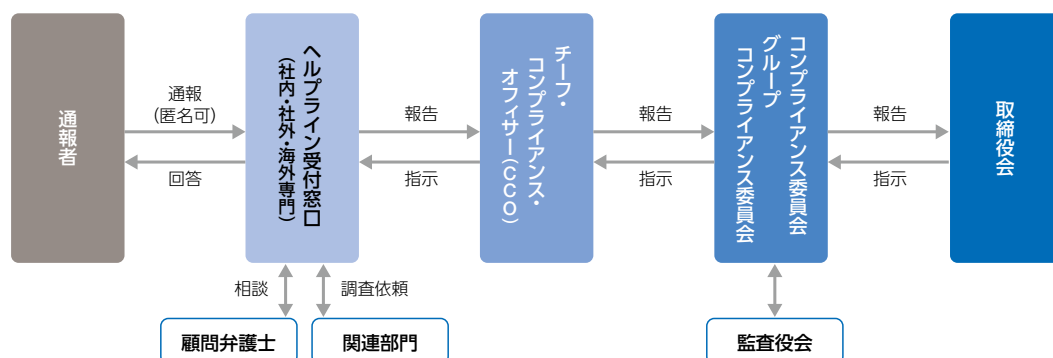 通報者
通報
(匿名可)
回答
ヘルプライン受付窓口
(社内・社外・海外専門)
報告
指示
チーフ・
コンプライアンス・
オフィサー(CCO)
報告
指示
コンプライアンス委員会
グループ
コンプライアンス委員会
報告
指示
取締役会
相談
調査依頼
顧問弁護士
関連部門
監査役会